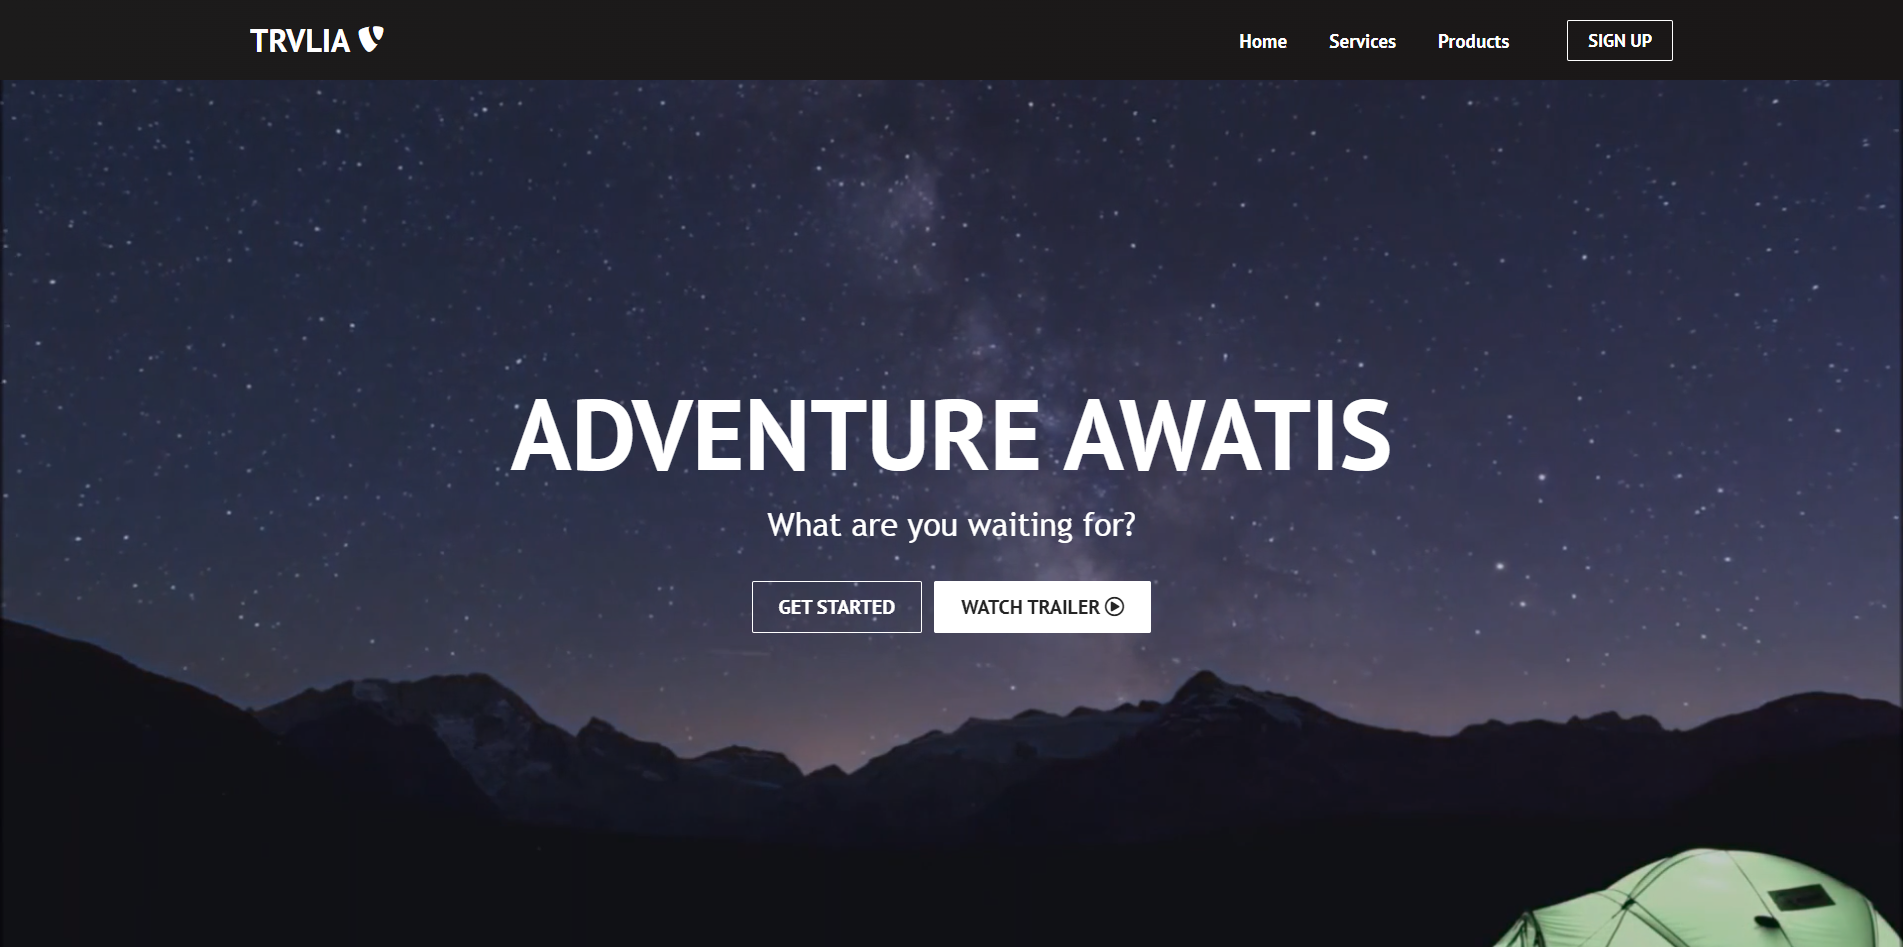 TRVLIA
Home Services Products SIGN UP
ADVENTURE AWATIS
What are you waiting for?
GET STARTED WATCH TRAILER